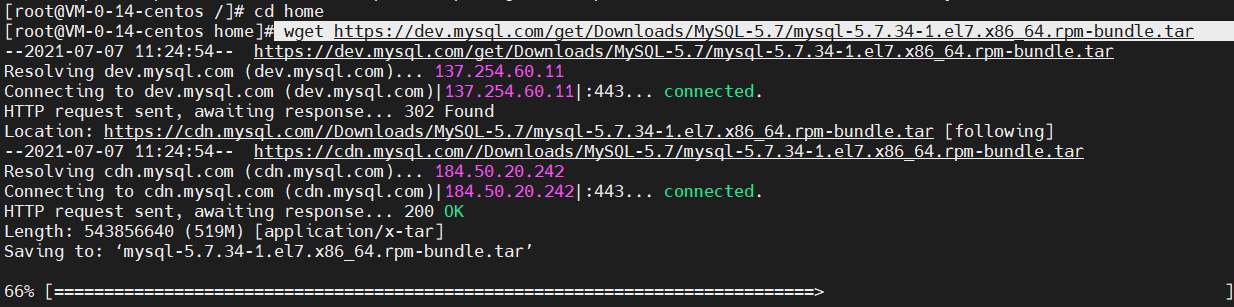 [root@VM-0-14-centos /]# cd home
[root@VM-0-14-centos home]# wget https://dev.mysql.com/get/Downloads/MySQL-5.7/mysql-5.7.34-1.el7.x86_64.rpm-bundle.tar
--2021-07-07 11:24:54--  https://dev.mysql.com/get/Downloads/MySQL-5.7/mysql-5.7.34-1.el7.x86_64.rpm-bundle.tar
Resolving dev.mysql.com (dev.mysql.com)... 137.254.60.11
Connecting to dev.mysql.com (dev.mysql.com)|137.254.60.11|:443... connected.
HTTP request sent, awaiting response... 302 Found
Location: https://cdn.mysql.com//Downloads/MySQL-5.7/mysql-5.7.34-1.el7.x86_64.rpm-bundle.tar [following]
--2021-07-07 11:24:54--  https://cdn.mysql.com//Downloads/MySQL-5.7/mysql-5.7.34-1.el7.x86_64.rpm-bundle.tar
Resolving cdn.mysql.com (cdn.mysql.com)... 184.50.20.242
Connecting to cdn.mysql.com (cdn.mysql.com)|184.50.20.242|:443... connected.
HTTP request sent, awaiting response... 200 OK
Length: 543856640 (519M) [application/x-tar]
Saving to: ‘mysql-5.7.34-1.el7.x86_64.rpm-bundle.tar’
66% [============================================================================>                                         ]